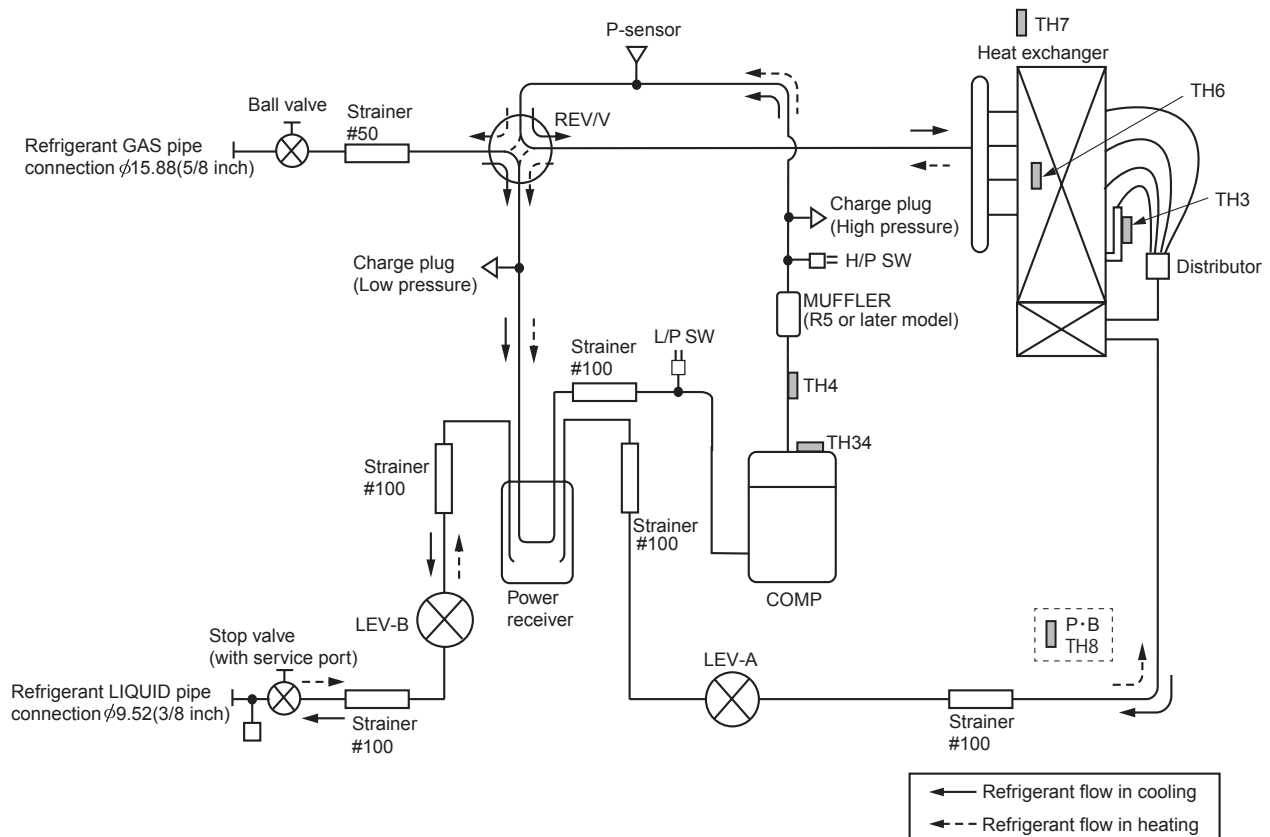 TH7
P-sensor
Heat exchanger
TH6
Ball valve
Strainer
#50
REV/V
Refrigerant GAS pipe
connection ϕ15.88(5/8 inch)
TH3
Charge plug
(High pressure)
Charge plug
(Low pressure)
H/P SW
Distributor
MUFFLER
(R5 or later model)
L/P SW
Strainer
#100
TH4
TH34
Strainer
#100
Strainer
#100
Power
receiver
COMP
LEV-B
P·B
TH8
Stop valve
(with service port)
LEV-A
Refrigerant LIQUID pipe
connection ϕ9.52(3/8 inch)
Strainer
#100
Strainer
#100
Refrigerant flow in cooling
Refrigerant flow in heating